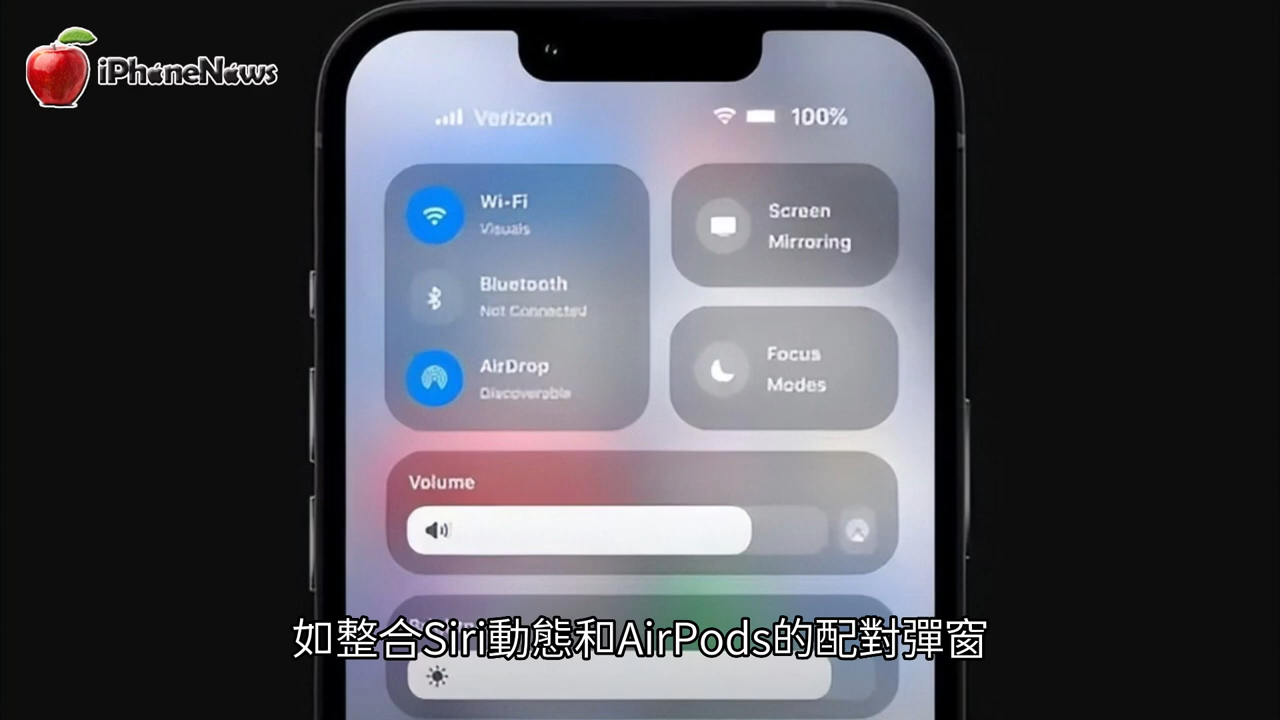 iPhoneNews
Verizon
100%
Wi-Fi
Visuals
Bluetooth
Not Connected
AirDrop
Discoverable
Screen
Mirroring
Focus
Modes
Volume
如整合Siri動態和AirPods的配對彈窗